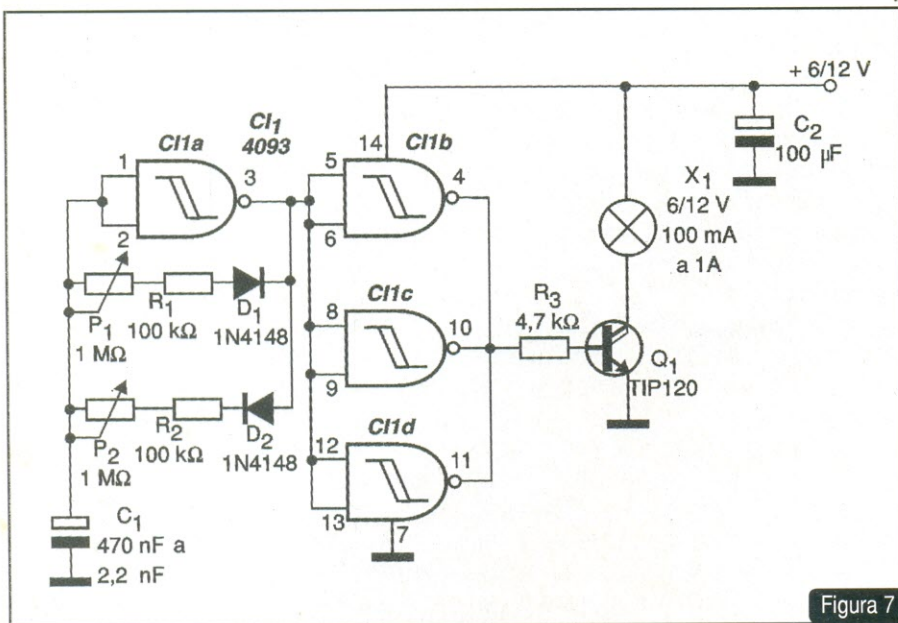 + 6/12 V
CI1a
CI1
4093
CI1b
14
C2
100 µF
1
2
3
5
6
4
X1
6/12 V
100 mA
a 1A
P1
1 MΩ
R1
100 kΩ
D1
1N4148
CI1c
8
9
10
R3
4,7 kΩ
Q1
TIP120
P2
1 MΩ
R2
100 kΩ
D2
1N4148
CI1d
12
13
11
7
C1
470 nF a
2,2 nF
Figura 7